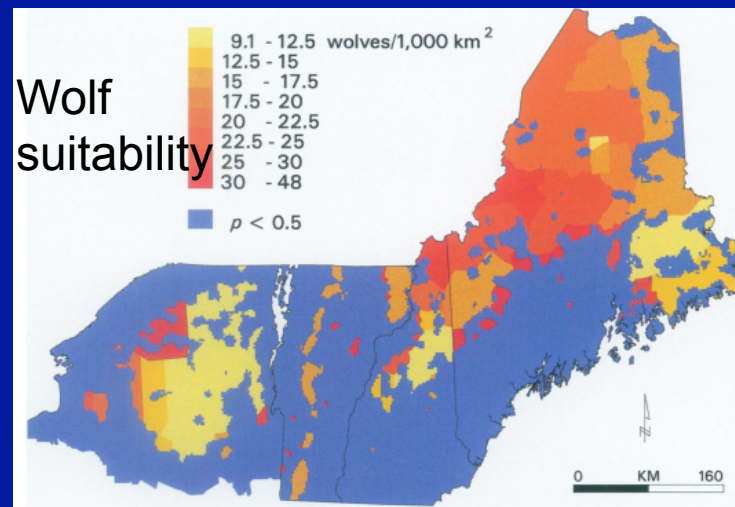 Wolf
suitability
9.1 - 12.5 wolves/1,000 km²
12.5 - 15
15 - 17.5
17.5 - 20
20 - 22.5
22.5 - 25
25 - 30
30 - 48
p < 0.5
N
0 KM 160